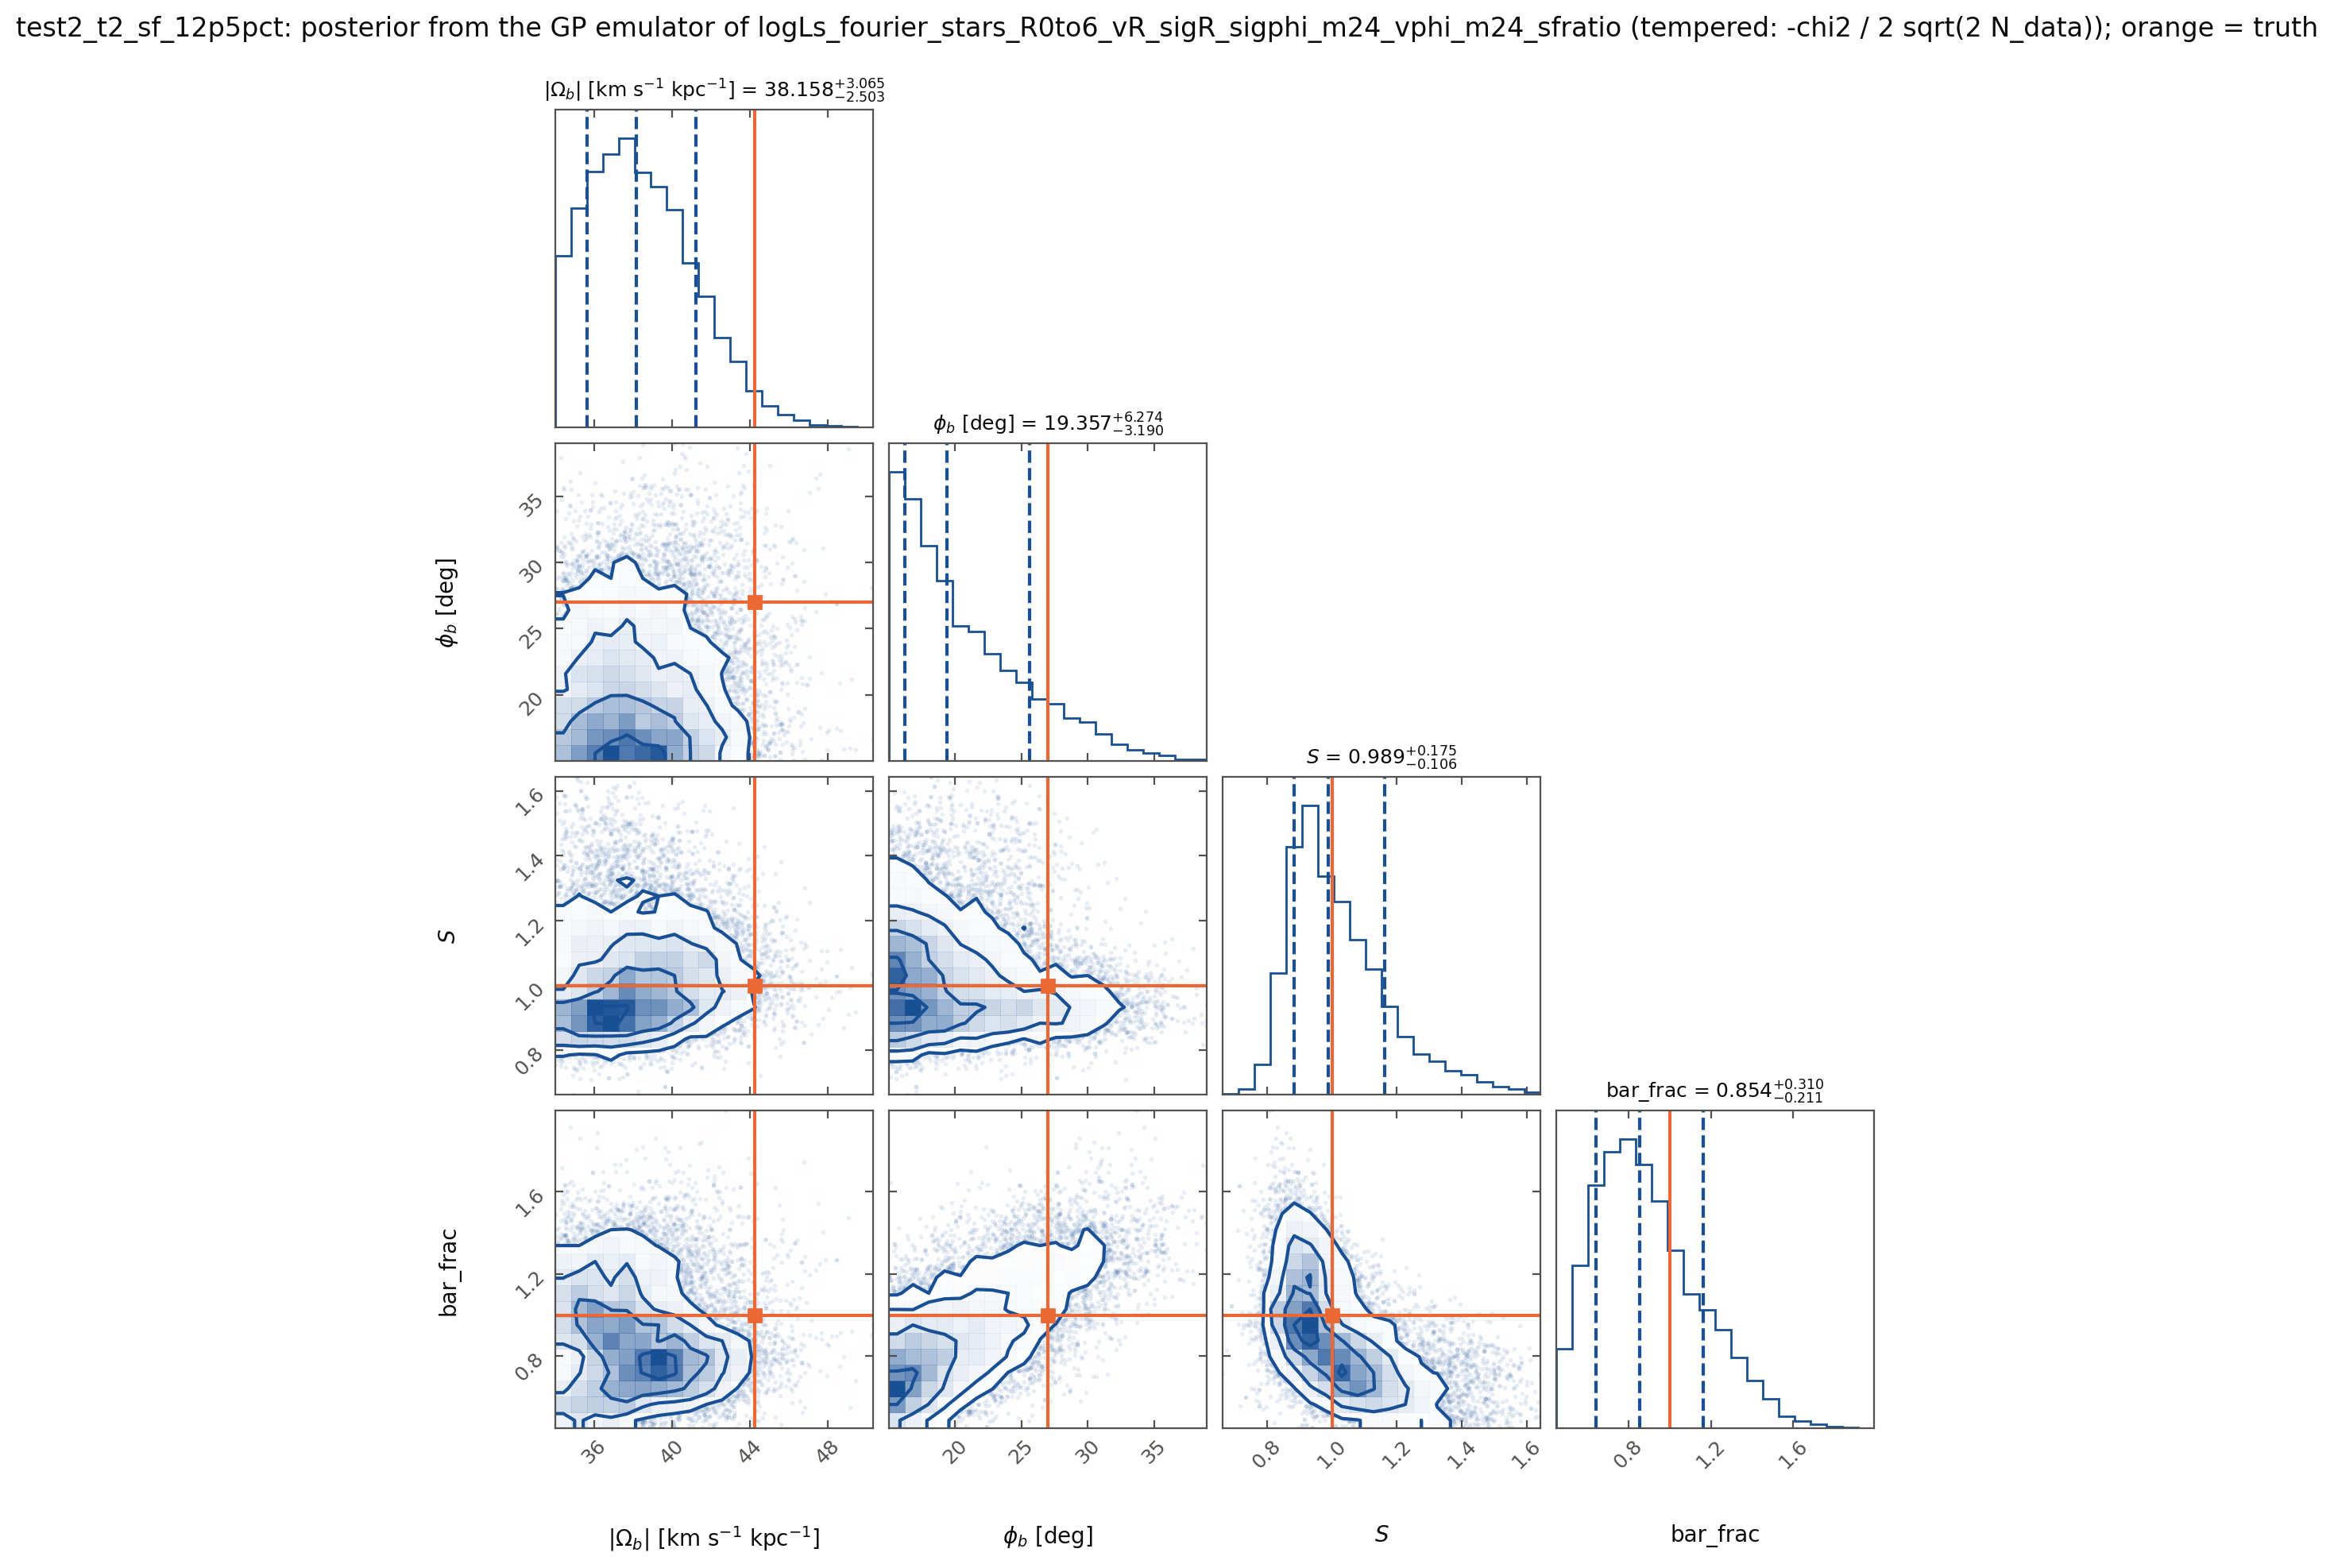 test2_t2_sf_12p5pct: posterior from the GP emulator of logLs_fourier_stars_R0to6_vR_sigR_sigphi_m24_vphi_m24_sfratio (tempered: -chi2 / 2 sqrt(2 N_data)); orange = truth
|Ω_b| [km s⁻¹ kpc⁻¹] = 38.158 +3.065 −2.503
ϕ_b [deg] = 19.357 +6.274 −3.190
35
30
25
20
ϕ_b [deg]
S = 0.989 +0.175 −0.106
1.6
1.4
1.2
1.0
0.8
S
bar_frac = 0.854 +0.310 −0.211
1.6
1.2
0.8
bar_frac
36 40 44 48 20 25 30 35 0.8 1.0 1.2 1.4 1.6 0.8 1.2 1.6
|Ω_b| [km s⁻¹ kpc⁻¹] ϕ_b [deg] S bar_frac